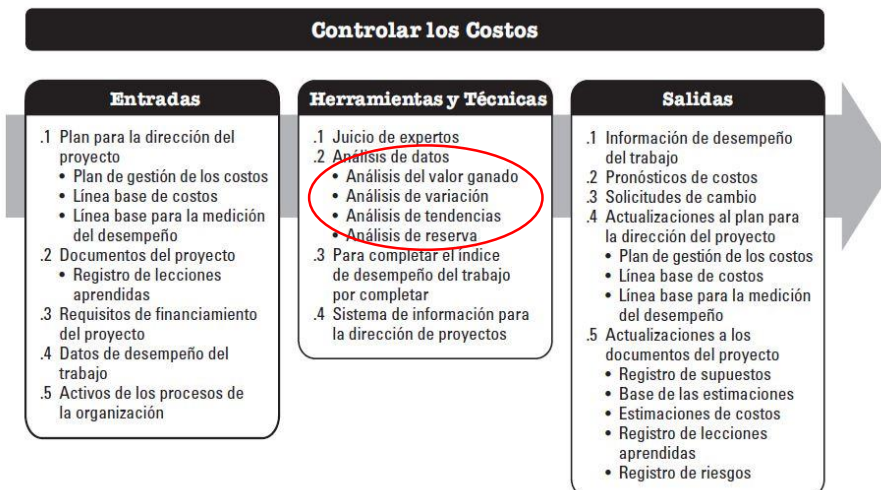 Controlar los Costos
Entradas
.1 Plan para la dirección del
proyecto
• Plan de gestión de los costos
• Línea base de costos
• Línea base para la medición
del desempeño
.2 Documentos del proyecto
• Registro de lecciones
aprendidas
.3 Requisitos de financiamiento
del proyecto
.4 Datos de desempeño del
trabajo
.5 Activos de los procesos de
la organización
Herramientas y Técnicas
.1 Juicio de expertos
.2 Análisis de datos
• Análisis del valor ganado
• Análisis de variación
• Análisis de tendencias
• Análisis de reserva
.3 Para completar el índice
de desempeño del trabajo
por completar
.4 Sistema de información para
la dirección de proyectos
Salidas
.1 Información de desempeño
del trabajo
.2 Pronósticos de costos
.3 Solicitudes de cambio
.4 Actualizaciones al plan para
la dirección del proyecto
• Plan de gestión de los costos
• Línea base de costos
• Línea base para la medición
del desempeño
.5 Actualizaciones a los
documentos del proyecto
• Registro de supuestos
• Base de las estimaciones
• Estimaciones de costos
• Registro de lecciones
aprendidas
• Registro de riesgos